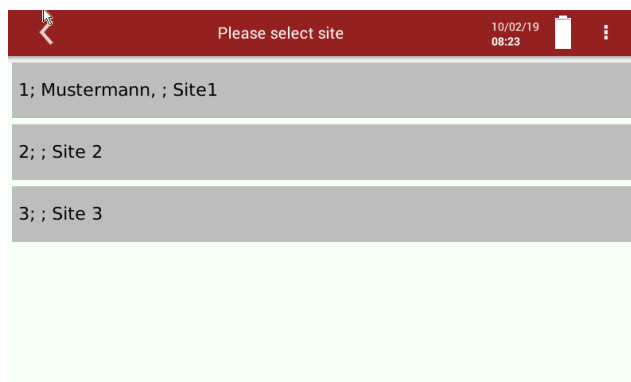 Please select site
10/02/19
08:23
1; Mustermann, ; Site1
2; ; Site 2
3; ; Site 3